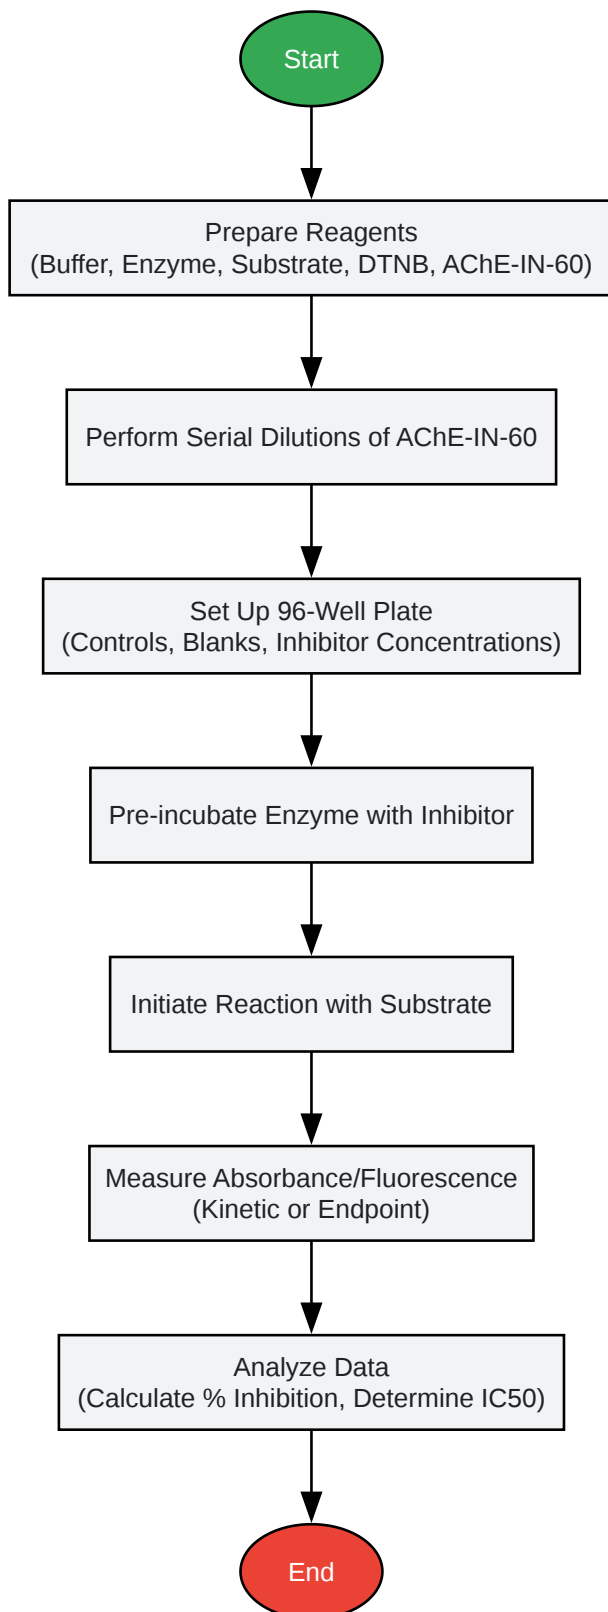 Start
Prepare Reagents
(Buffer, Enzyme, Substrate, DTNB, AChE-IN-60)
Perform Serial Dilutions of AChE-IN-60
Set Up 96-Well Plate
(Controls, Blanks, Inhibitor Concentrations)
Pre-incubate Enzyme with Inhibitor
Initiate Reaction with Substrate
Measure Absorbance/Fluorescence
(Kinetic or Endpoint)
Analyze Data
(Calculate % Inhibition, Determine IC50)
End